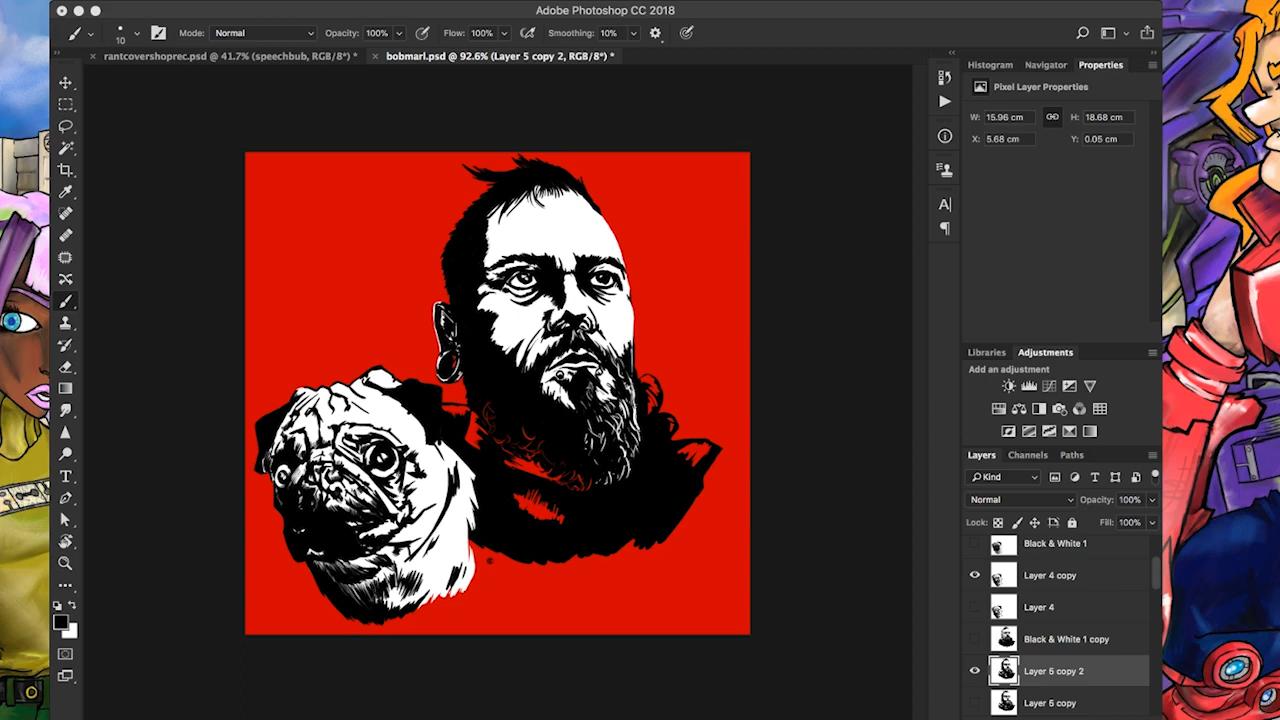 Adobe Photoshop CC 2018
10 Mode: Normal Opacity: 100% Flow: 100% Smoothing: 10%
rantcovershoprec.psd @ 41.7% (speechbub, RGB/8*) * bobmarl.psd @ 92.6% (Layer 5 copy 2, RGB/8*) *
Histogram Navigator Properties
Pixel Layer Properties
W: 15.96 cm H: 18.68 cm
X: 5.68 cm Y: 0.05 cm
Libraries Adjustments
Add an adjustment
Layers Channels Paths
Kind
Normal Opacity: 100%
Lock: Fill: 100%
Black & White 1
Layer 4 copy
Layer 4
Black & White 1 copy
Layer 5 copy 2
Layer 5 copy